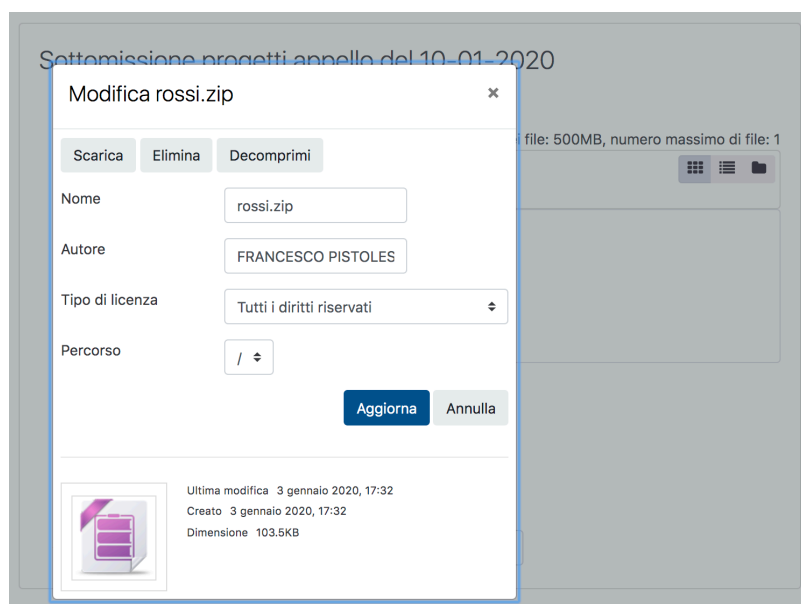 Sottomissione progetti appello del 10-01-2020
Modifica rossi.zip
×
file: 500MB, numero massimo di file: 1
Scarica Elimina Decomprimi
Nome rossi.zip
Autore FRANCESCO PISTOLES
Tipo di licenza Tutti i diritti riservati
Percorso /
Aggiorna Annulla
Ultima modifica 3 gennaio 2020, 17:32
Creato 3 gennaio 2020, 17:32
Dimensione 103.5KB